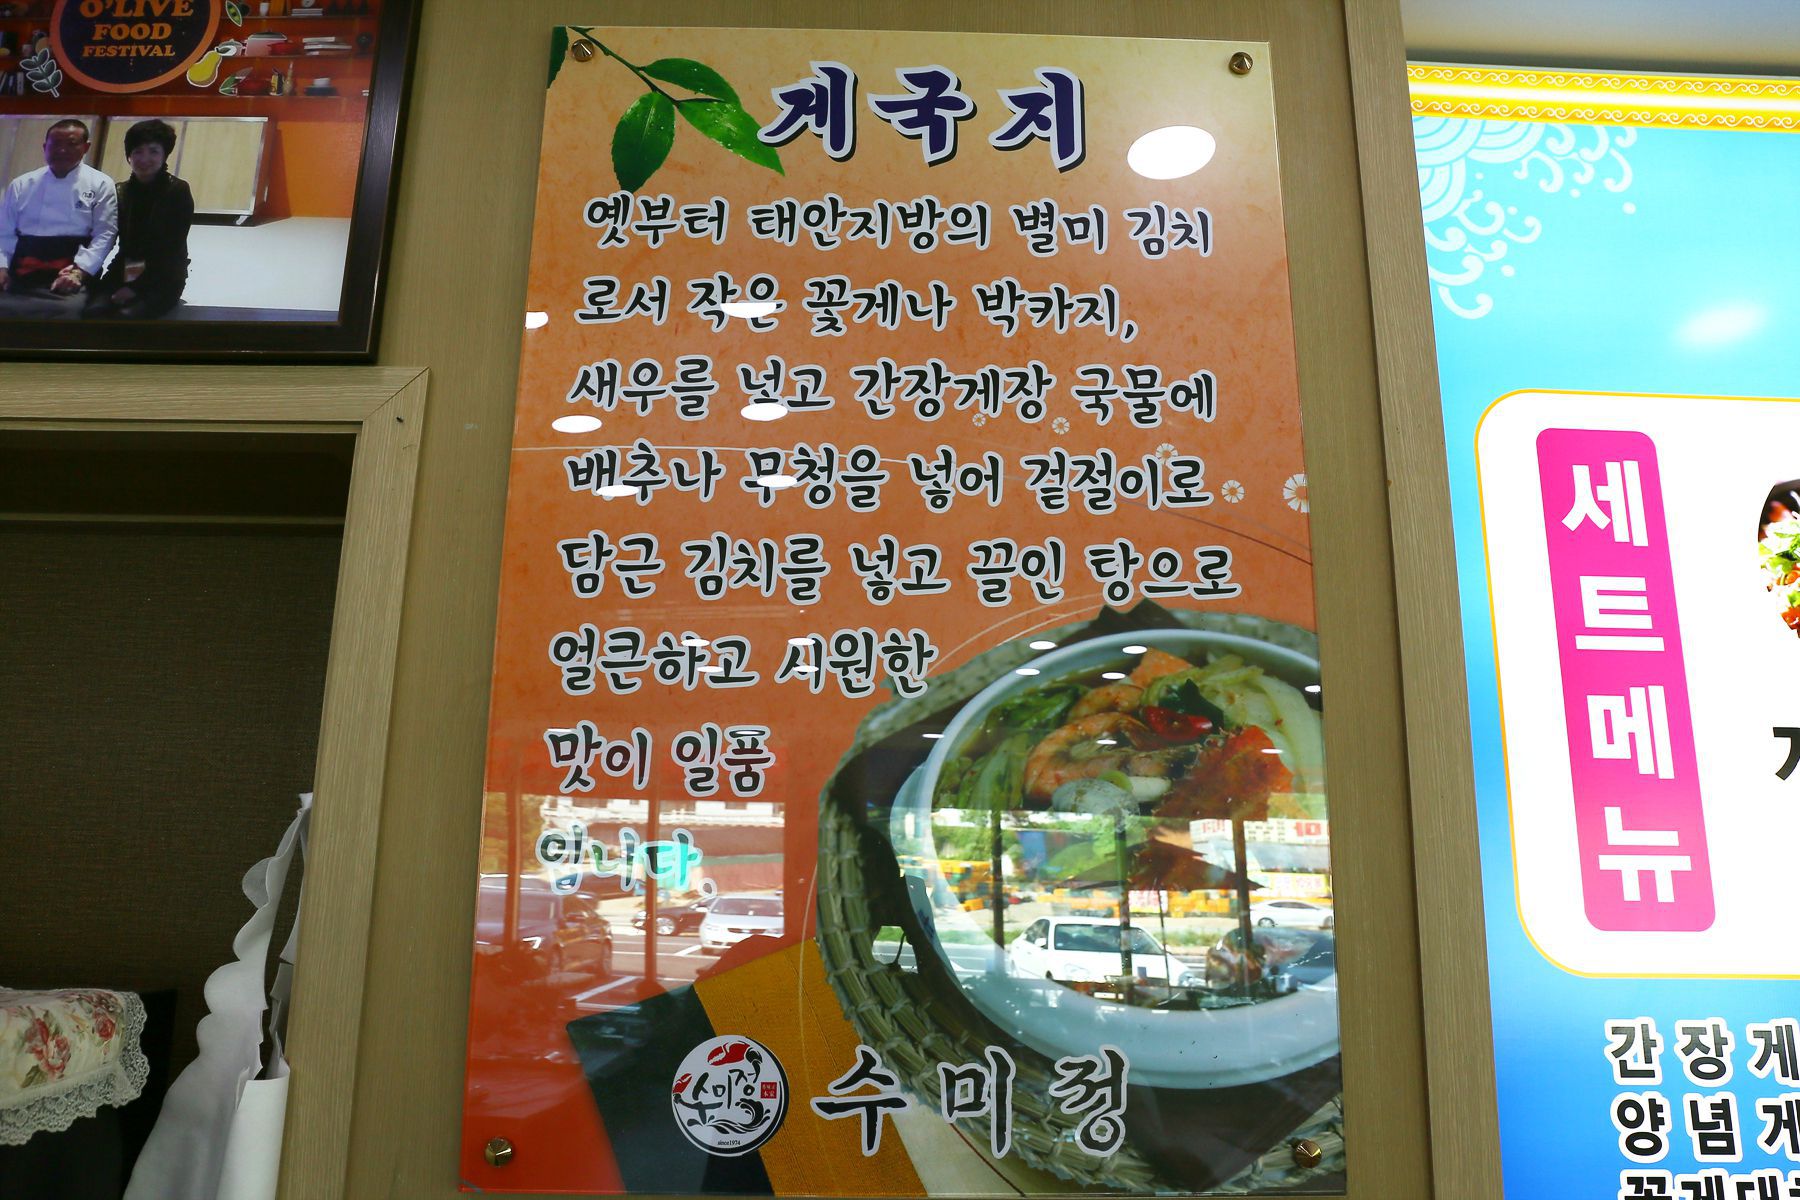 O'LIVE
FOOD
FESTIVAL
게국지
옛부터 태안지방의 별미 김치
로서 작은 꽃게나 박카지,
새우를 넣고 간장게장 국물에
배추나 무청을 넣어 겉절이로
담근 김치를 넣고 끓인 탕으로
얼큰하고 시원한
맛이 일품
입니다.
수미정
since1974
수미정
세트메뉴
간장게
양념게